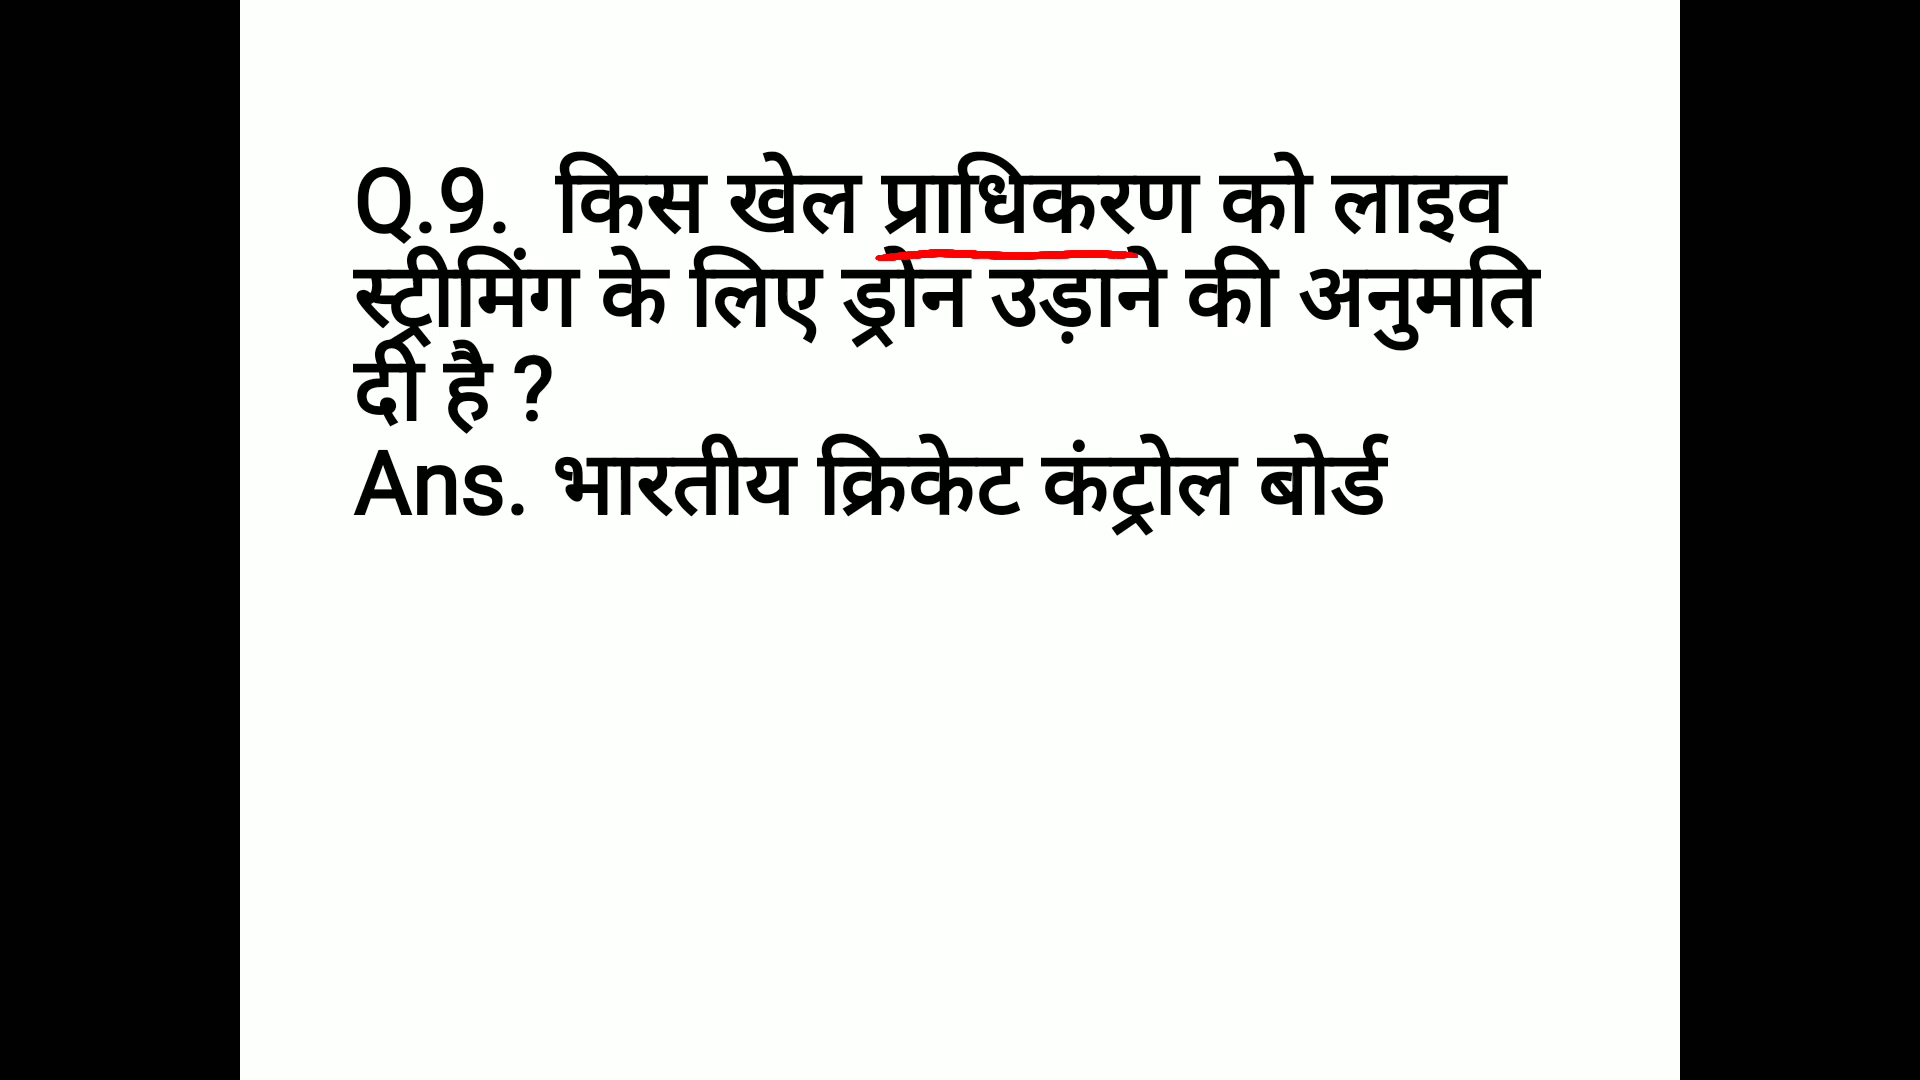 Q.9. किस खेल प्राधिकरण को लाइव
स्ट्रीमिंग के लिए ड्रोन उड़ाने की अनुमति
दी है ?
Ans. भारतीय क्रिकेट कंट्रोल बोर्ड